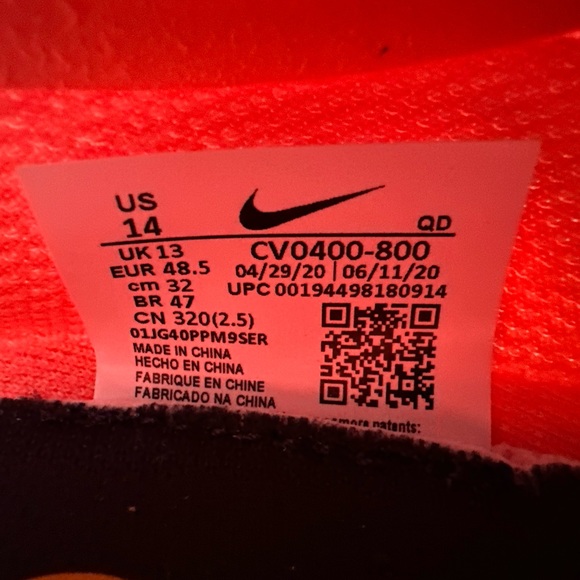 US
14
QD
UK 13
EUR 48.5
cm 32
BR 47
CN 320(2.5)
01JG40PPM9SER
MADE IN CHINA
HECHO EN CHINA
FABRIQUE EN CHINE
FABRICADO NA CHINA
CV0400-800
04/29/20 | 06/11/20
UPC 00194498180914
more patents: